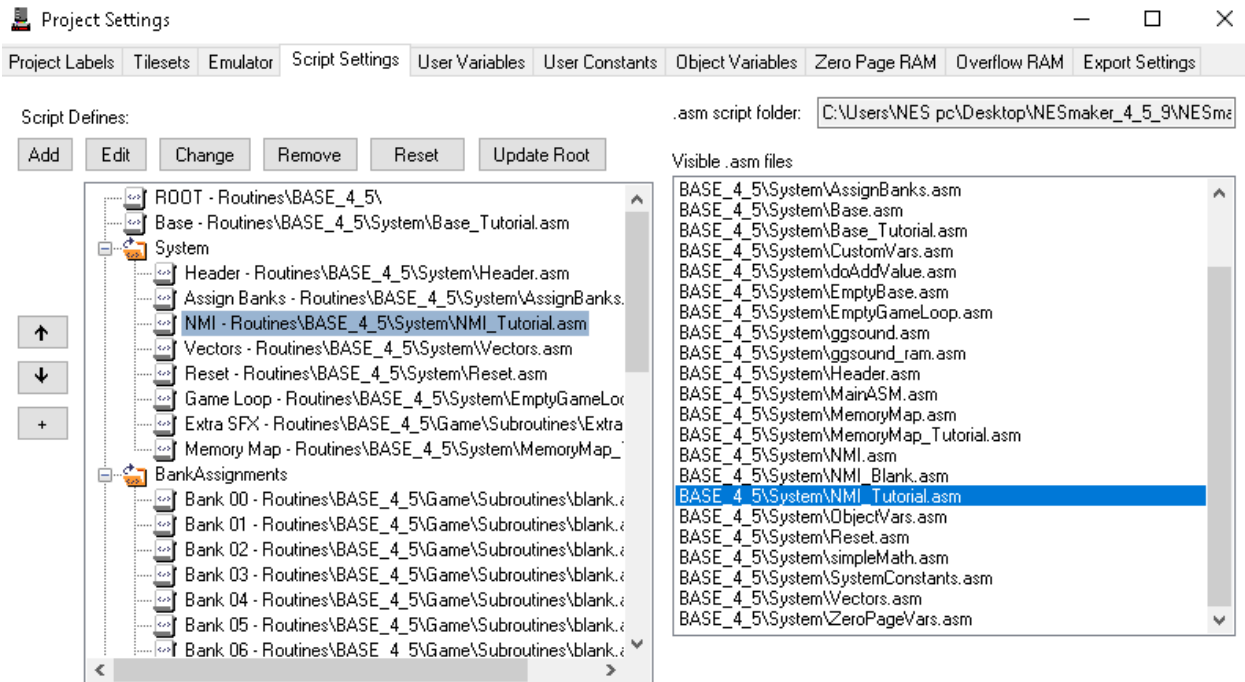 Project Settings
Project Labels Tilesets Emulator Script Settings User Variables User Constants Object Variables Zero Page RAM Overflow RAM Export Settings
Script Defines:
Add Edit Change Remove Reset Update Root
ROOT - Routines\BASE_4_5\
Base - Routines\BASE_4_5\System\Base_Tutorial.asm
System
Header - Routines\BASE_4_5\System\Header.asm
Assign Banks - Routines\BASE_4_5\System\AssignBanks.
NMI - Routines\BASE_4_5\System\NMI_Tutorial.asm
Vectors - Routines\BASE_4_5\System\Vectors.asm
Reset - Routines\BASE_4_5\System\Reset.asm
Game Loop - Routines\BASE_4_5\System\EmptyGameLoo
Extra SFX - Routines\BASE_4_5\Game\Subroutines\Extra
Memory Map - Routines\BASE_4_5\System\MemoryMap_
BankAssignments
Bank 00 - Routines\BASE_4_5\Game\Subroutines\blank.a
Bank 01 - Routines\BASE_4_5\Game\Subroutines\blank.a
Bank 02 - Routines\BASE_4_5\Game\Subroutines\blank.a
Bank 03 - Routines\BASE_4_5\Game\Subroutines\blank.a
Bank 04 - Routines\BASE_4_5\Game\Subroutines\blank.a
Bank 05 - Routines\BASE_4_5\Game\Subroutines\blank.a
Bank 06 - Routines\BASE_4_5\Game\Subroutines\blank.a
.asm script folder: C:\Users\NES pc\Desktop\NESmaker_4_5_9\NESma
Visible .asm files
BASE_4_5\System\AssignBanks.asm
BASE_4_5\System\Base.asm
BASE_4_5\System\Base_Tutorial.asm
BASE_4_5\System\CustomVars.asm
BASE_4_5\System\doAddValue.asm
BASE_4_5\System\EmptyBase.asm
BASE_4_5\System\EmptyGameLoop.asm
BASE_4_5\System\ggsound.asm
BASE_4_5\System\ggsound_ram.asm
BASE_4_5\System\Header.asm
BASE_4_5\System\MainASM.asm
BASE_4_5\System\MemoryMap.asm
BASE_4_5\System\MemoryMap_Tutorial.asm
BASE_4_5\System\NMI.asm
BASE_4_5\System\NMI_Blank.asm
BASE_4_5\System\NMI_Tutorial.asm
BASE_4_5\System\ObjectVars.asm
BASE_4_5\System\Reset.asm
BASE_4_5\System\simpleMath.asm
BASE_4_5\System\SystemConstants.asm
BASE_4_5\System\Vectors.asm
BASE_4_5\System\ZeroPageVars.asm